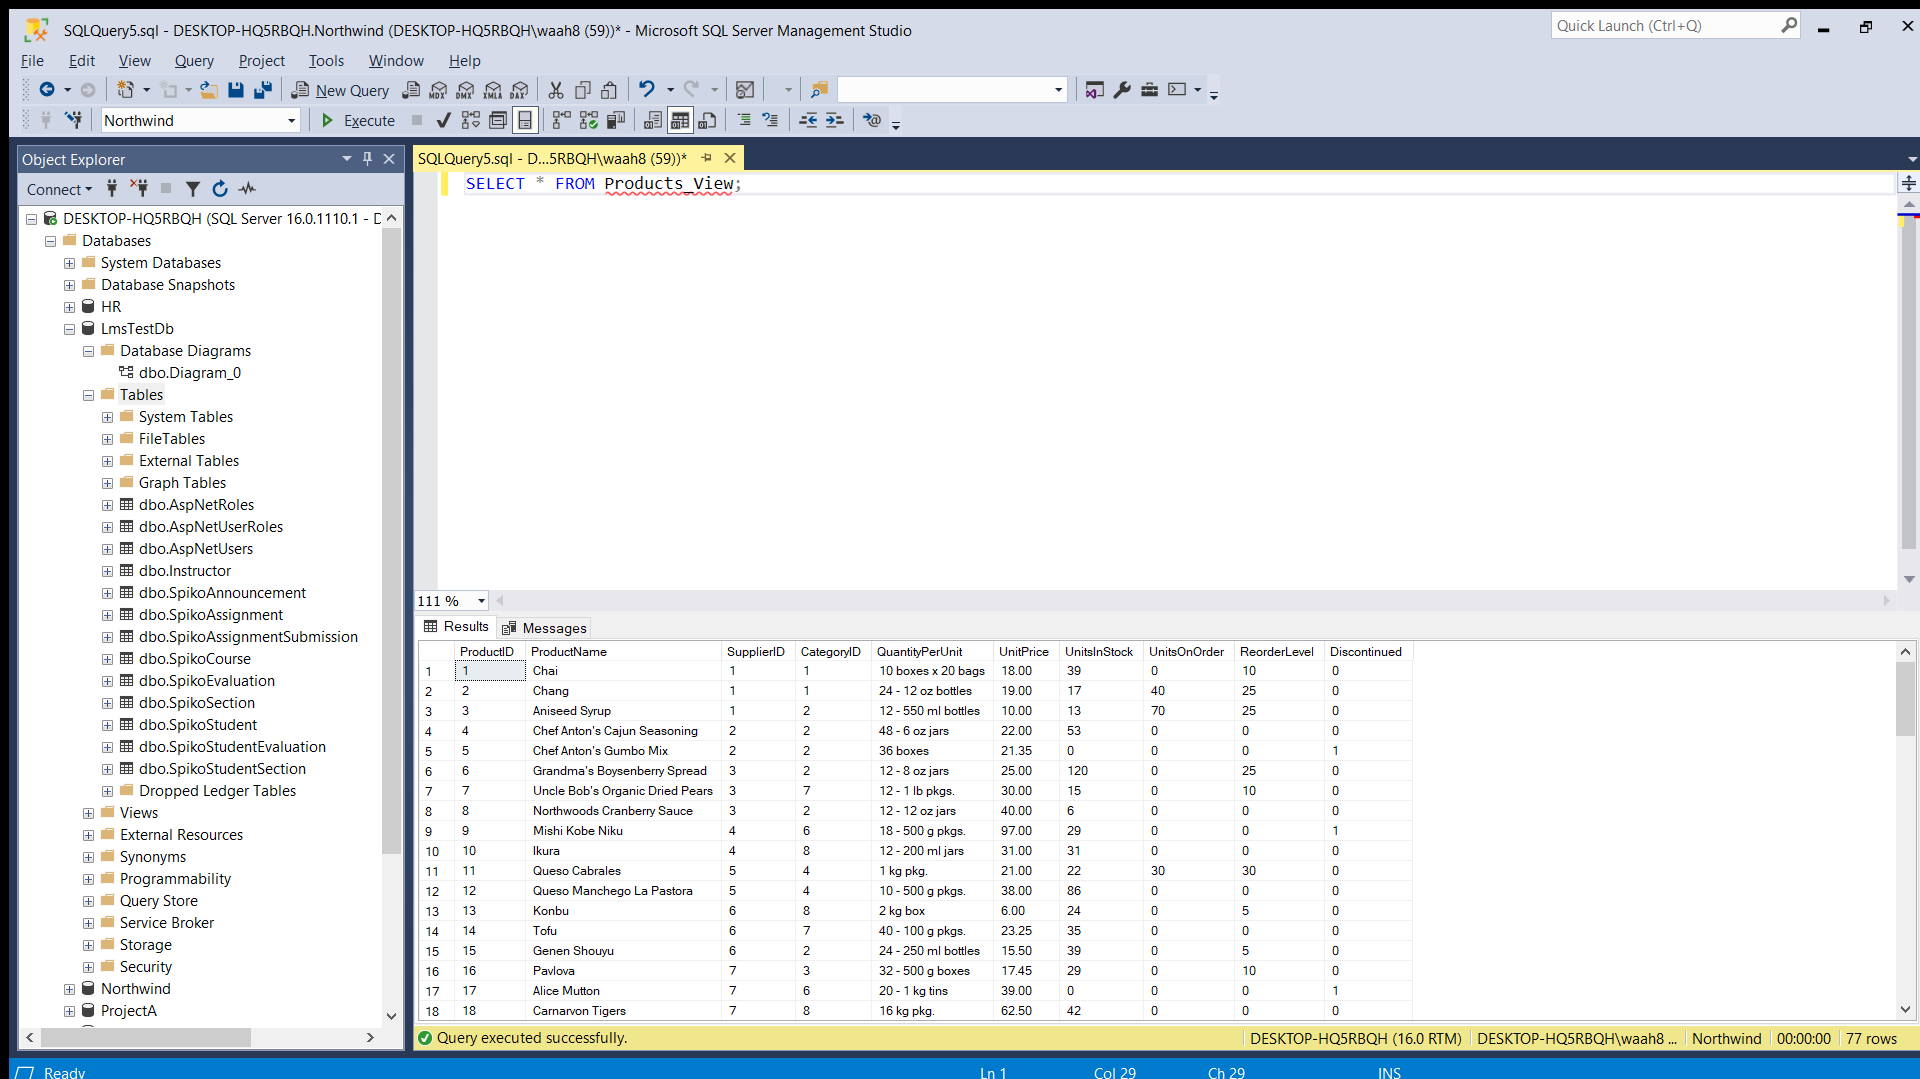 SQLQuery5.sql - DESKTOP-HQ5RBQH.Northwind (DESKTOP-HQ5RBQH\waah8 (59))* - Microsoft SQL Server Management Studio
Quick Launch (Ctrl+Q)
File Edit View Query Project Tools Window Help
New Query MDX DMX XMLA DAX
Northwind Execute
Object Explorer
Connect
DESKTOP-HQ5RBQH (SQL Server 16.0.1110.1 - D
Databases
System Databases
Database Snapshots
HR
LmsTestDb
Database Diagrams
dbo.Diagram_0
Tables
System Tables
FileTables
External Tables
Graph Tables
dbo.AspNetRoles
dbo.AspNetUserRoles
dbo.AspNetUsers
dbo.Instructor
dbo.SpikoAnnouncement
dbo.SpikoAssignment
dbo.SpikoAssignmentSubmission
dbo.SpikoCourse
dbo.SpikoEvaluation
dbo.SpikoSection
dbo.SpikoStudent
dbo.SpikoStudentEvaluation
dbo.SpikoStudentSection
Dropped Ledger Tables
Views
External Resources
Synonyms
Programmability
Query Store
Service Broker
Storage
Security
Northwind
ProjectA
SQLQuery5.sql - D...5RBQH\waah8 (59))*
SELECT * FROM Products_View;
111 %
Results Messages
ProductID ProductName SupplierID CategoryID QuantityPerUnit UnitPrice UnitsInStock UnitsOnOrder ReorderLevel Discontinued
1 1 Chai 1 1 10 boxes x 20 bags 18.00 39 0 10 0
2 2 Chang 1 1 24 - 12 oz bottles 19.00 17 40 25 0
3 3 Aniseed Syrup 1 2 12 - 550 ml bottles 10.00 13 70 25 0
4 4 Chef Anton's Cajun Seasoning 2 2 48 - 6 oz jars 22.00 53 0 0 0
5 5 Chef Anton's Gumbo Mix 2 2 36 boxes 21.35 0 0 0 1
6 6 Grandma's Boysenberry Spread 3 2 12 - 8 oz jars 25.00 120 0 25 0
7 7 Uncle Bob's Organic Dried Pears 3 7 12 - 1 lb pkgs. 30.00 15 0 10 0
8 8 Northwoods Cranberry Sauce 3 2 12 - 12 oz jars 40.00 6 0 0 0
9 9 Mishi Kobe Niku 4 6 18 - 500 g pkgs. 97.00 29 0 0 1
10 10 Ikura 4 8 12 - 200 ml jars 31.00 31 0 0 0
11 11 Queso Cabrales 5 4 1 kg pkg. 21.00 22 30 30 0
12 12 Queso Manchego La Pastora 5 4 10 - 500 g pkgs. 38.00 86 0 0 0
13 13 Konbu 6 8 2 kg box 6.00 24 0 5 0
14 14 Tofu 6 7 40 - 100 g pkgs. 23.25 35 0 0 0
15 15 Genen Shouyu 6 2 24 - 250 ml bottles 15.50 39 0 5 0
16 16 Pavlova 7 3 32 - 500 g boxes 17.45 29 0 10 0
17 17 Alice Mutton 7 6 20 - 1 kg tins 39.00 0 0 0 1
18 18 Carnarvon Tigers 7 8 16 kg pkg. 62.50 42 0 0 0
Query executed successfully. DESKTOP-HQ5RBQH (16.0 RTM) DESKTOP-HQ5RBQH\waah8 ... Northwind 00:00:00 77 rows
Ready Ln 1 Col 29 Ch 29 INS